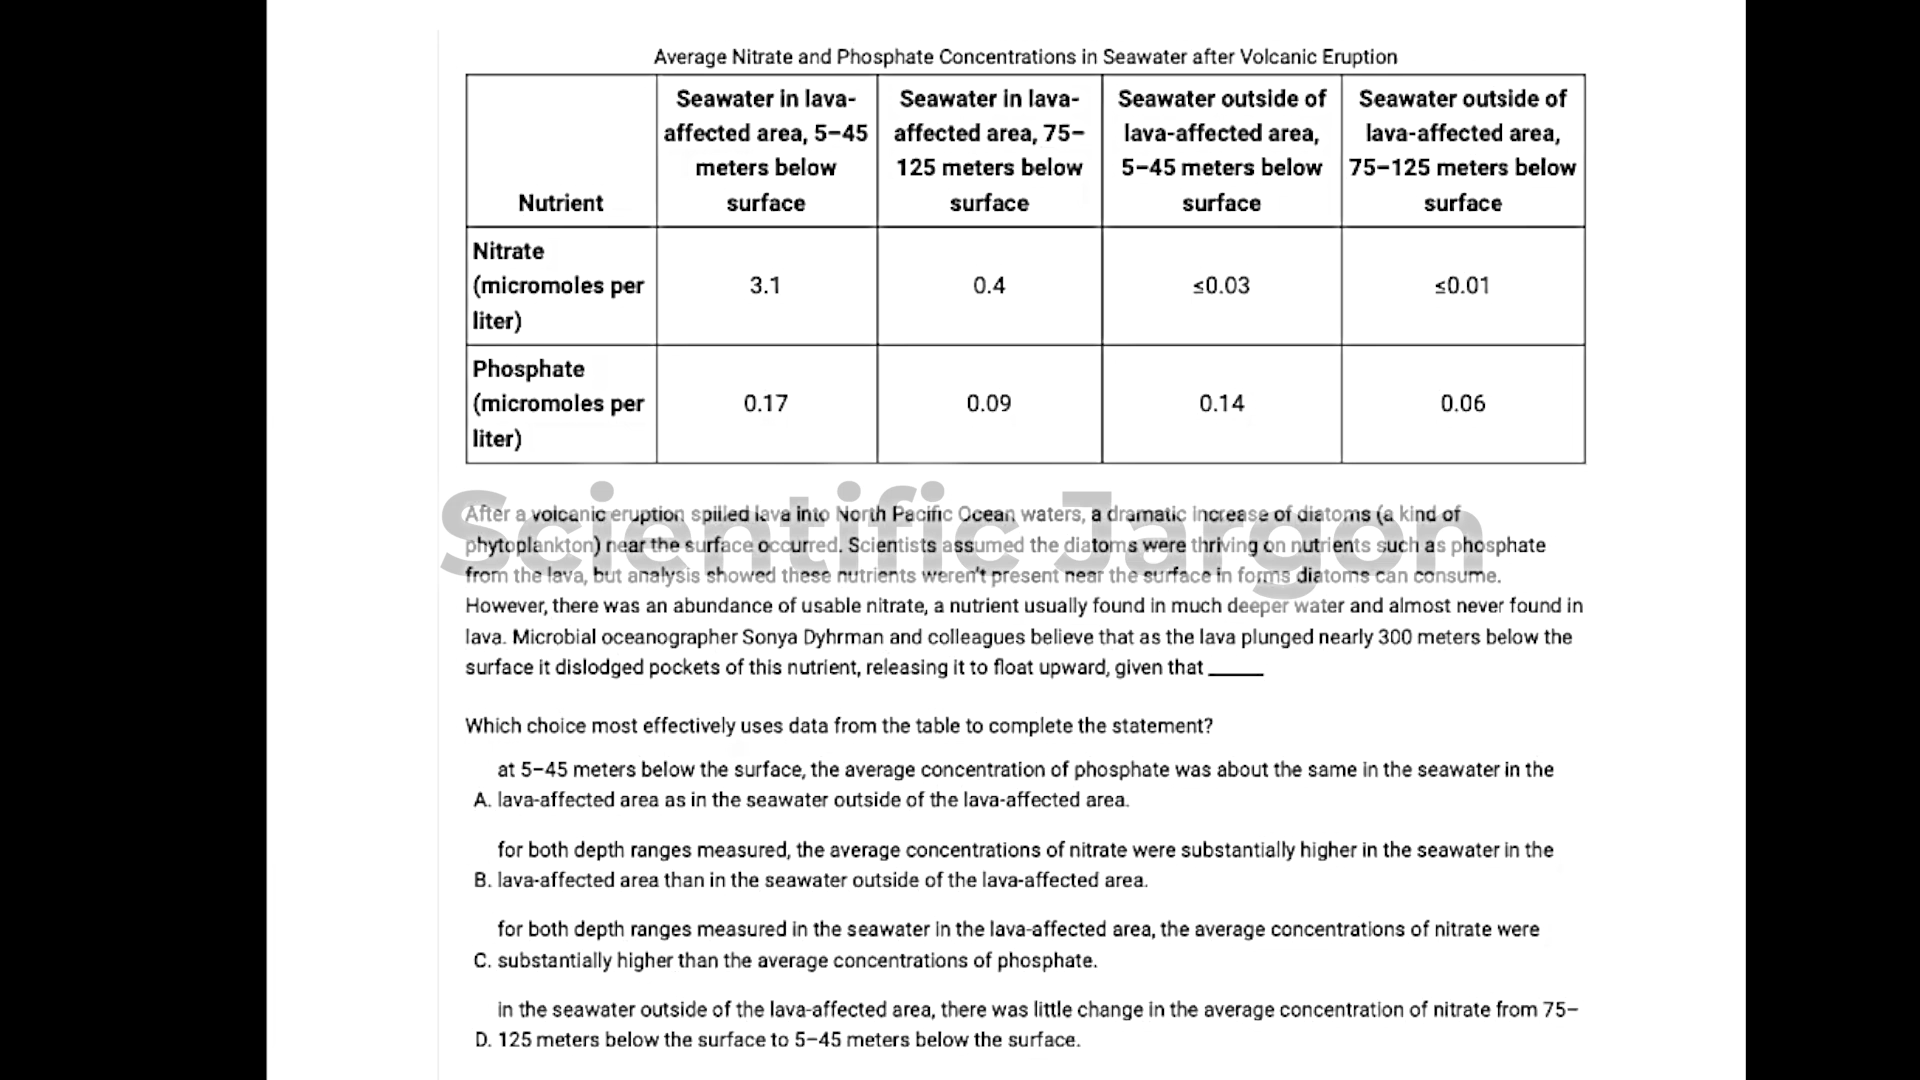 Average Nitrate and Phosphate Concentrations in Seawater after Volcanic Eruption
Nutrient
Seawater in lava-
affected area, 5–45
meters below
surface
Seawater in lava-
affected area, 75–
125 meters below
surface
Seawater outside of
lava-affected area,
5–45 meters below
surface
Seawater outside of
lava-affected area,
75–125 meters below
surface
Nitrate
(micromoles per
liter)
3.1
0.4
≤0.03
≤0.01
Phosphate
(micromoles per
liter)
0.17
0.09
0.14
0.06
Scientific Jargon
After a volcanic eruption spilled lava into North Pacific Ocean waters, a dramatic increase of diatoms (a kind of
phytoplankton) near the surface occurred. Scientists assumed the diatoms were thriving on nutrients such as phosphate
from the lava, but analysis showed these nutrients weren't present near the surface in forms diatoms can consume.
However, there was an abundance of usable nitrate, a nutrient usually found in much deeper water and almost never found in
lava. Microbial oceanographer Sonya Dyhrman and colleagues believe that as the lava plunged nearly 300 meters below the
surface it dislodged pockets of this nutrient, releasing it to float upward, given that _____
Which choice most effectively uses data from the table to complete the statement?
at 5–45 meters below the surface, the average concentration of phosphate was about the same in the seawater in the
A. lava-affected area as in the seawater outside of the lava-affected area.
for both depth ranges measured, the average concentrations of nitrate were substantially higher in the seawater in the
B. lava-affected area than in the seawater outside of the lava-affected area.
for both depth ranges measured in the seawater in the lava-affected area, the average concentrations of nitrate were
C. substantially higher than the average concentrations of phosphate.
in the seawater outside of the lava-affected area, there was little change in the average concentration of nitrate from 75–
D. 125 meters below the surface to 5–45 meters below the surface.